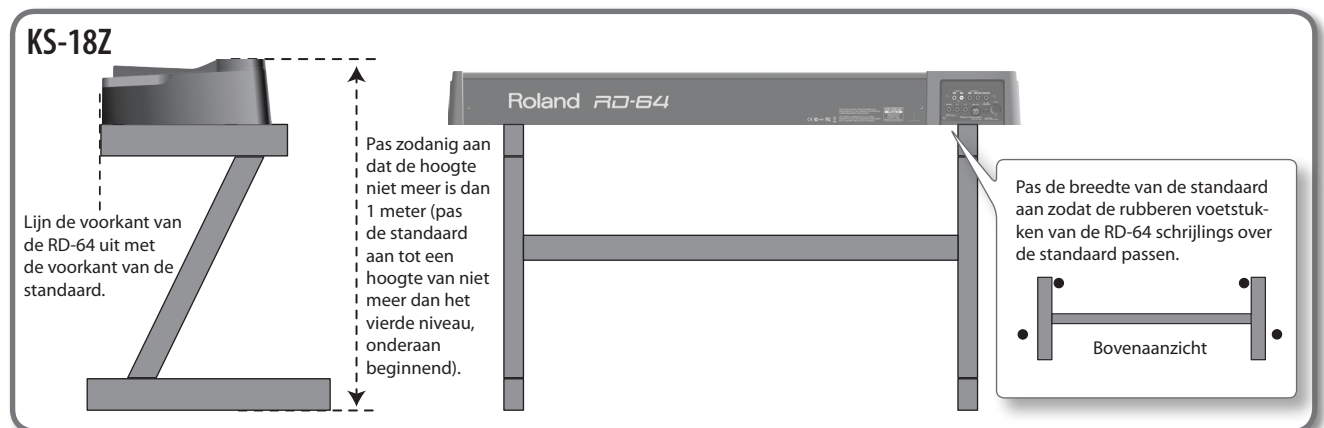 KS-18Z
Lijn de voorkant van
de RD-64 uit met
de voorkant van de
standaard.
Pas zodanig aan
dat de hoogte
niet meer is dan
1 meter (pas
de standaard
aan tot een
hoogte van niet
meer dan het
vierde niveau,
onderaan
beginnend).
Roland RD-64
Pas de breedte van de standaard
aan zodat de rubberen voetstuk-
ken van de RD-64 schrijlings over
de standaard passen.
Bovenaanzicht